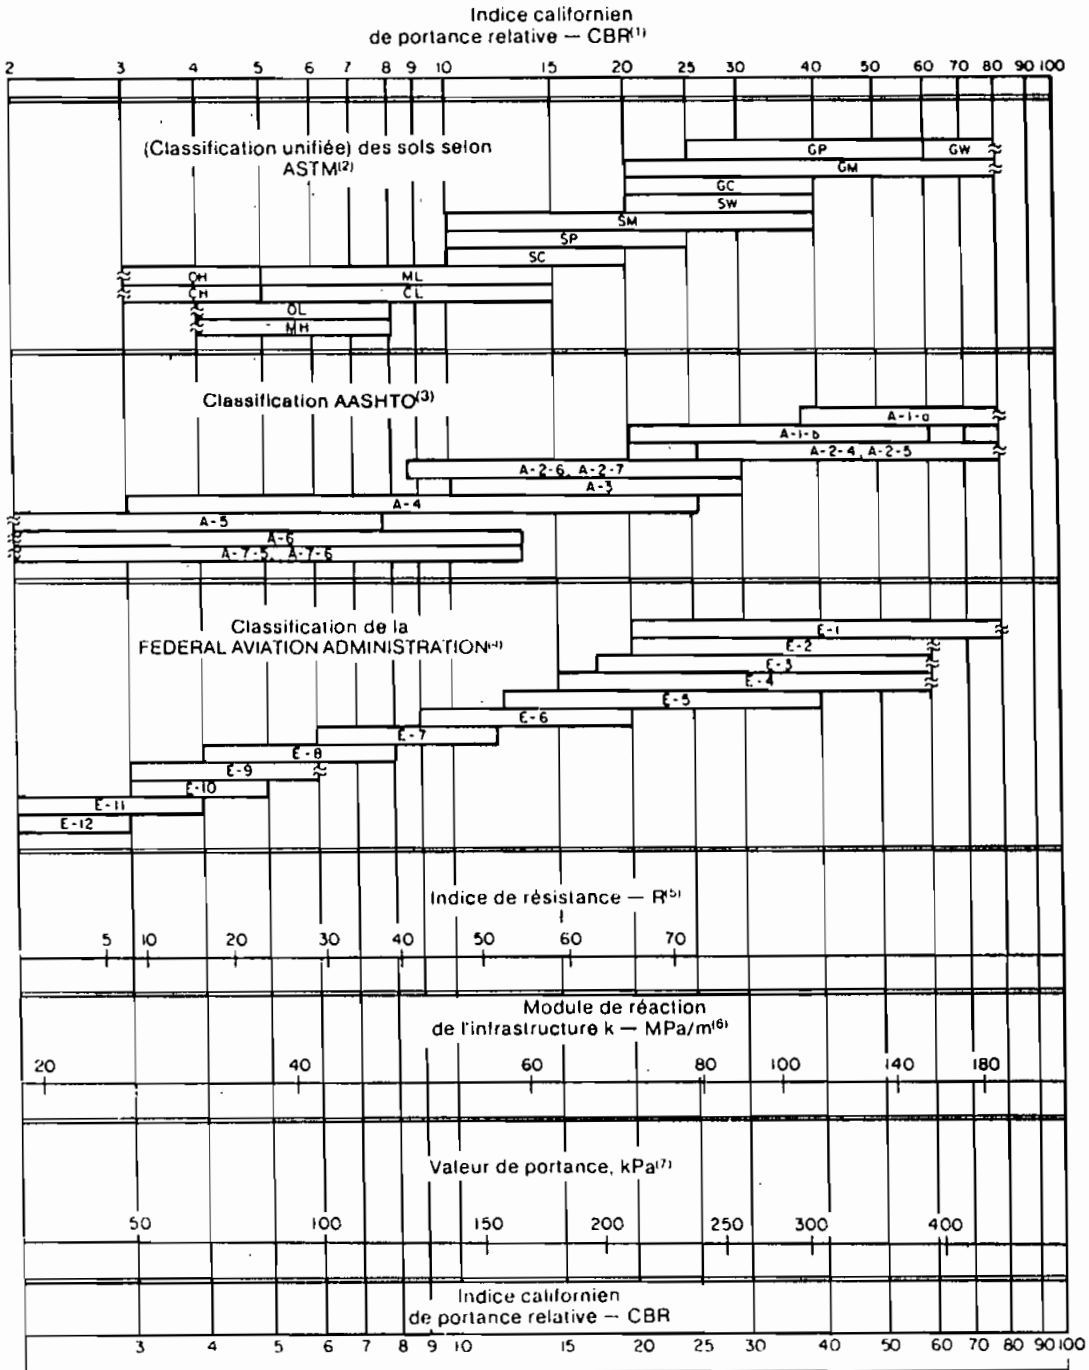 Indice californien
de portance relative — CBR(1)
2 3 4 5 6 7 8 9 10 15 20 25 30 40 50 60 70 80 90 100
(Classification unifiée) des sols selon
ASTM(2)
GP GW
GM
GC
SW
SM
SP
SC
OH ML
CH CL
OL
MH
Classification AASHTO(3)
A-1-a
A-1-b
A-2-4, A-2-5
A-2-6, A-2-7
A-3
A-4
A-5
A-6
A-7-5, A-7-6
Classification de la
FEDERAL AVIATION ADMINISTRATION(4)
E-1
E-2
E-3
E-4
E-5
E-6
E-7
E-8
E-9
E-10
E-11
E-12
Indice de résistance — R(5)
5 10 20 30 40 50 60 70
Module de réaction
de l'infrastructure k — MPa/m(6)
20 40 60 80 100 140 180
Valeur de portance, kPa(7)
50 100 150 200 250 300 400
Indice californien
de portance relative — CBR
3 4 5 6 7 8 9 10 15 20 25 30 40 50 60 70 80 90 100